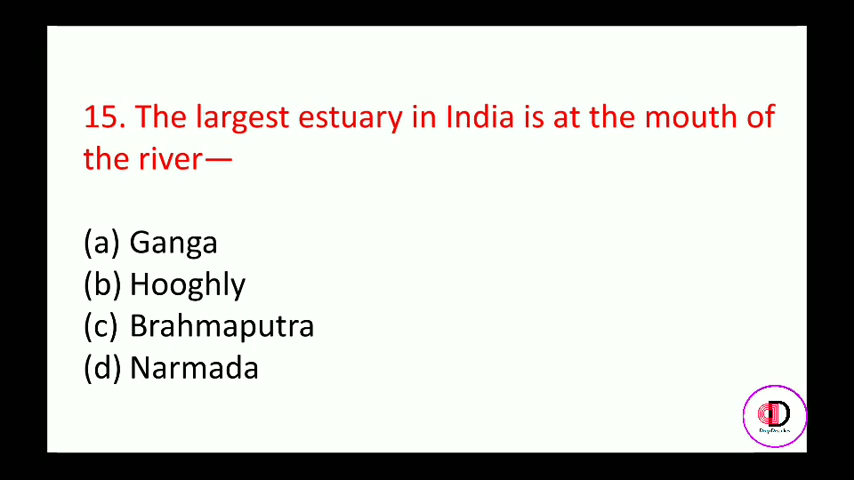 15. The largest estuary in India is at the mouth of
the river—
(a) Ganga
(b) Hooghly
(c) Brahmaputra
(d) Narmada
D